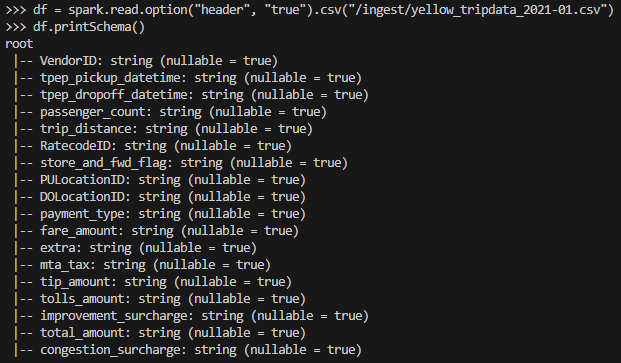 >>> df = spark.read.option("header", "true").csv("/ingest/yellow_tripdata_2021-01.csv")
>>> df.printSchema()
root
 |-- VendorID: string (nullable = true)
 |-- tpep_pickup_datetime: string (nullable = true)
 |-- tpep_dropoff_datetime: string (nullable = true)
 |-- passenger_count: string (nullable = true)
 |-- trip_distance: string (nullable = true)
 |-- RatecodeID: string (nullable = true)
 |-- store_and_fwd_flag: string (nullable = true)
 |-- PULocationID: string (nullable = true)
 |-- DOLocationID: string (nullable = true)
 |-- payment_type: string (nullable = true)
 |-- fare_amount: string (nullable = true)
 |-- extra: string (nullable = true)
 |-- mta_tax: string (nullable = true)
 |-- tip_amount: string (nullable = true)
 |-- tolls_amount: string (nullable = true)
 |-- improvement_surcharge: string (nullable = true)
 |-- total_amount: string (nullable = true)
 |-- congestion_surcharge: string (nullable = true)